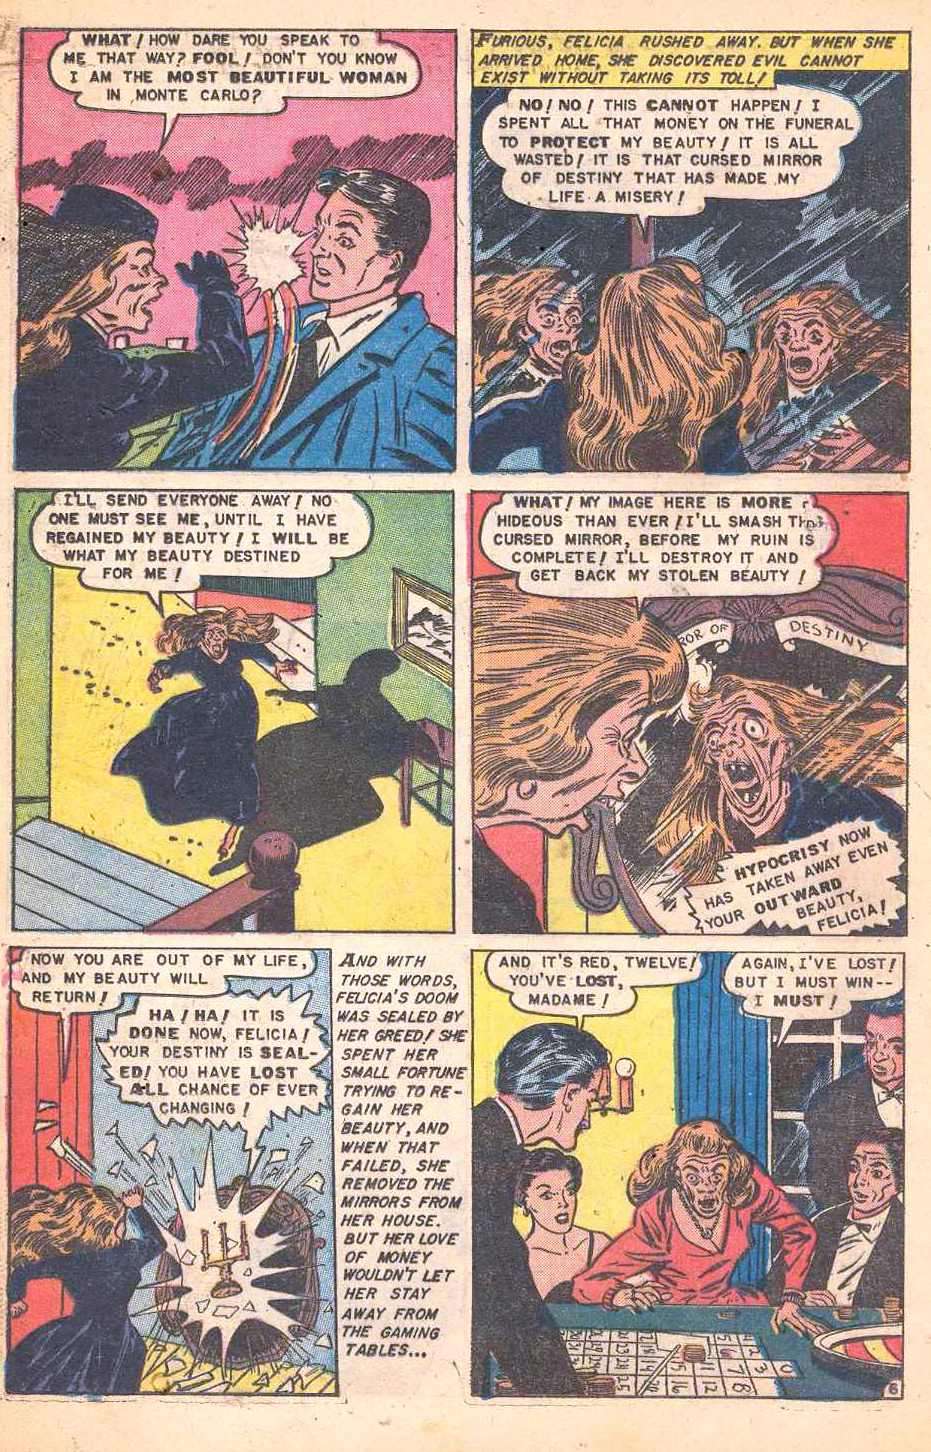 WHAT! HOW DARE YOU SPEAK TO
ME THAT WAY? FOOL! DON'T YOU KNOW
I AM THE MOST BEAUTIFUL WOMAN
IN MONTE CARLO?
FURIOUS, FELICIA RUSHED AWAY. BUT WHEN SHE
ARRIVED HOME, SHE DISCOVERED EVIL CANNOT
EXIST WITHOUT TAKING ITS TOLL!
NO! NO! THIS CANNOT HAPPEN! I
SPENT ALL THAT MONEY ON THE FUNERAL
TO PROTECT MY BEAUTY! IT IS ALL
WASTED! IT IS THAT CURSED MIRROR
OF DESTINY THAT HAS MADE MY
LIFE A MISERY!
I'LL SEND EVERYONE AWAY! NO
ONE MUST SEE ME, UNTIL I HAVE
REGAINED MY BEAUTY! I WILL BE
WHAT MY BEAUTY DESTINED
FOR ME!
WHAT! MY IMAGE HERE IS MORE
HIDEOUS THAN EVER! I'LL SMASH THIS
CURSED MIRROR, BEFORE MY RUIN IS
COMPLETE! I'LL DESTROY IT AND
GET BACK MY STOLEN BEAUTY!
ROR OF DESTINY
HYPOCRISY NOW
HAS TAKEN AWAY EVEN
YOUR OUTWARD
BEAUTY,
FELICIA!
NOW YOU ARE OUT OF MY LIFE,
AND MY BEAUTY WILL
RETURN!
HA! HA! IT IS
DONE NOW, FELICIA!
YOUR DESTINY IS SEAL-
ED! YOU HAVE LOST
ALL CHANCE OF EVER
CHANGING!
AND WITH
THOSE WORDS,
FELICIA'S DOOM
WAS SEALED BY
HER GREED! SHE
SPENT HER
SMALL FORTUNE
TRYING TO RE-
GAIN HER
BEAUTY, AND
WHEN THAT
FAILED, SHE
REMOVED THE
MIRRORS FROM
HER HOUSE.
BUT HER LOVE
OF MONEY
WOULDN'T LET
HER STAY
AWAY FROM
THE GAMING
TABLES...
AND IT'S RED, TWELVE!
YOU'VE LOST,
MADAME!
AGAIN, I'VE LOST!
BUT I MUST WIN--
I MUST!
6